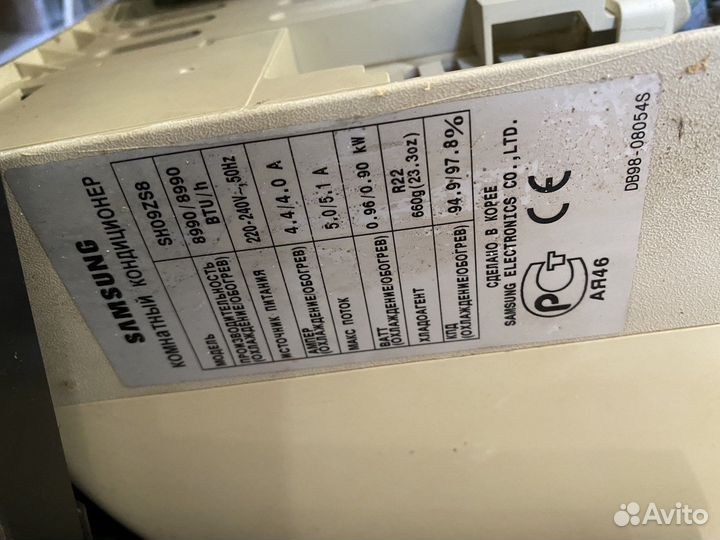 SAMSUNG
КОМНАТНЫЙ КОНДИЦИОНЕР
МОДЕЛЬ SH09ZS8
ПРОИЗВОДИТЕЛЬНОСТЬ 8990/8990
(ОХЛАЖДЕНИЕ/ОБОГРЕВ) BTU/h
ИСТОЧНИК ПИТАНИЯ 220-240V~,50Hz
АМПЕР 4.4/4.0 A
(ОХЛАЖДЕНИЕ/ОБОГРЕВ)
МАКС ПОТОК 5.0/5.1 A
ВАТТ 0.96/0.90 kW
(ОХЛАЖДЕНИЕ/ОБОГРЕВ)
ХЛАДОАГЕНТ R22
660g(23.3oz)
КПД 94.9/97.8%
(ОХЛАЖДЕНИЕ/ОБОГРЕВ)
СДЕЛАНО В КОРЕЕ
SAMSUNG ELECTRONICS CO.,LTD.
РСТ CE
АЯ46
DB98-08054S
Avito